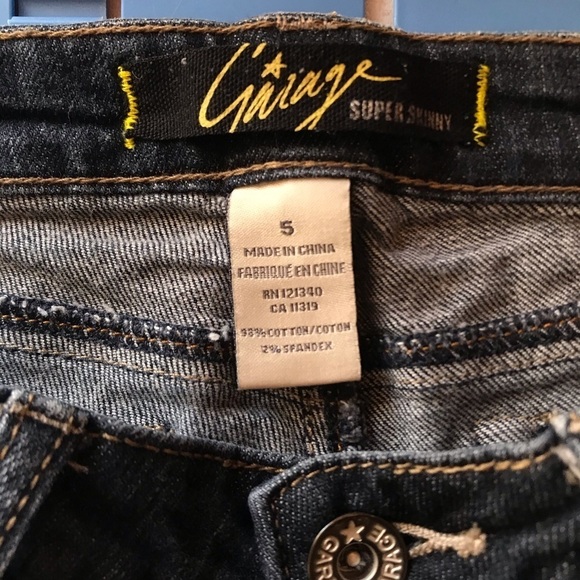 Garage
SUPER SKINNY
5
MADE IN CHINA
FABRIQUÉ EN CHINE
RN 121340
CA 11319
98% COTTON/COTON
2% SPANDEX
GARAGE